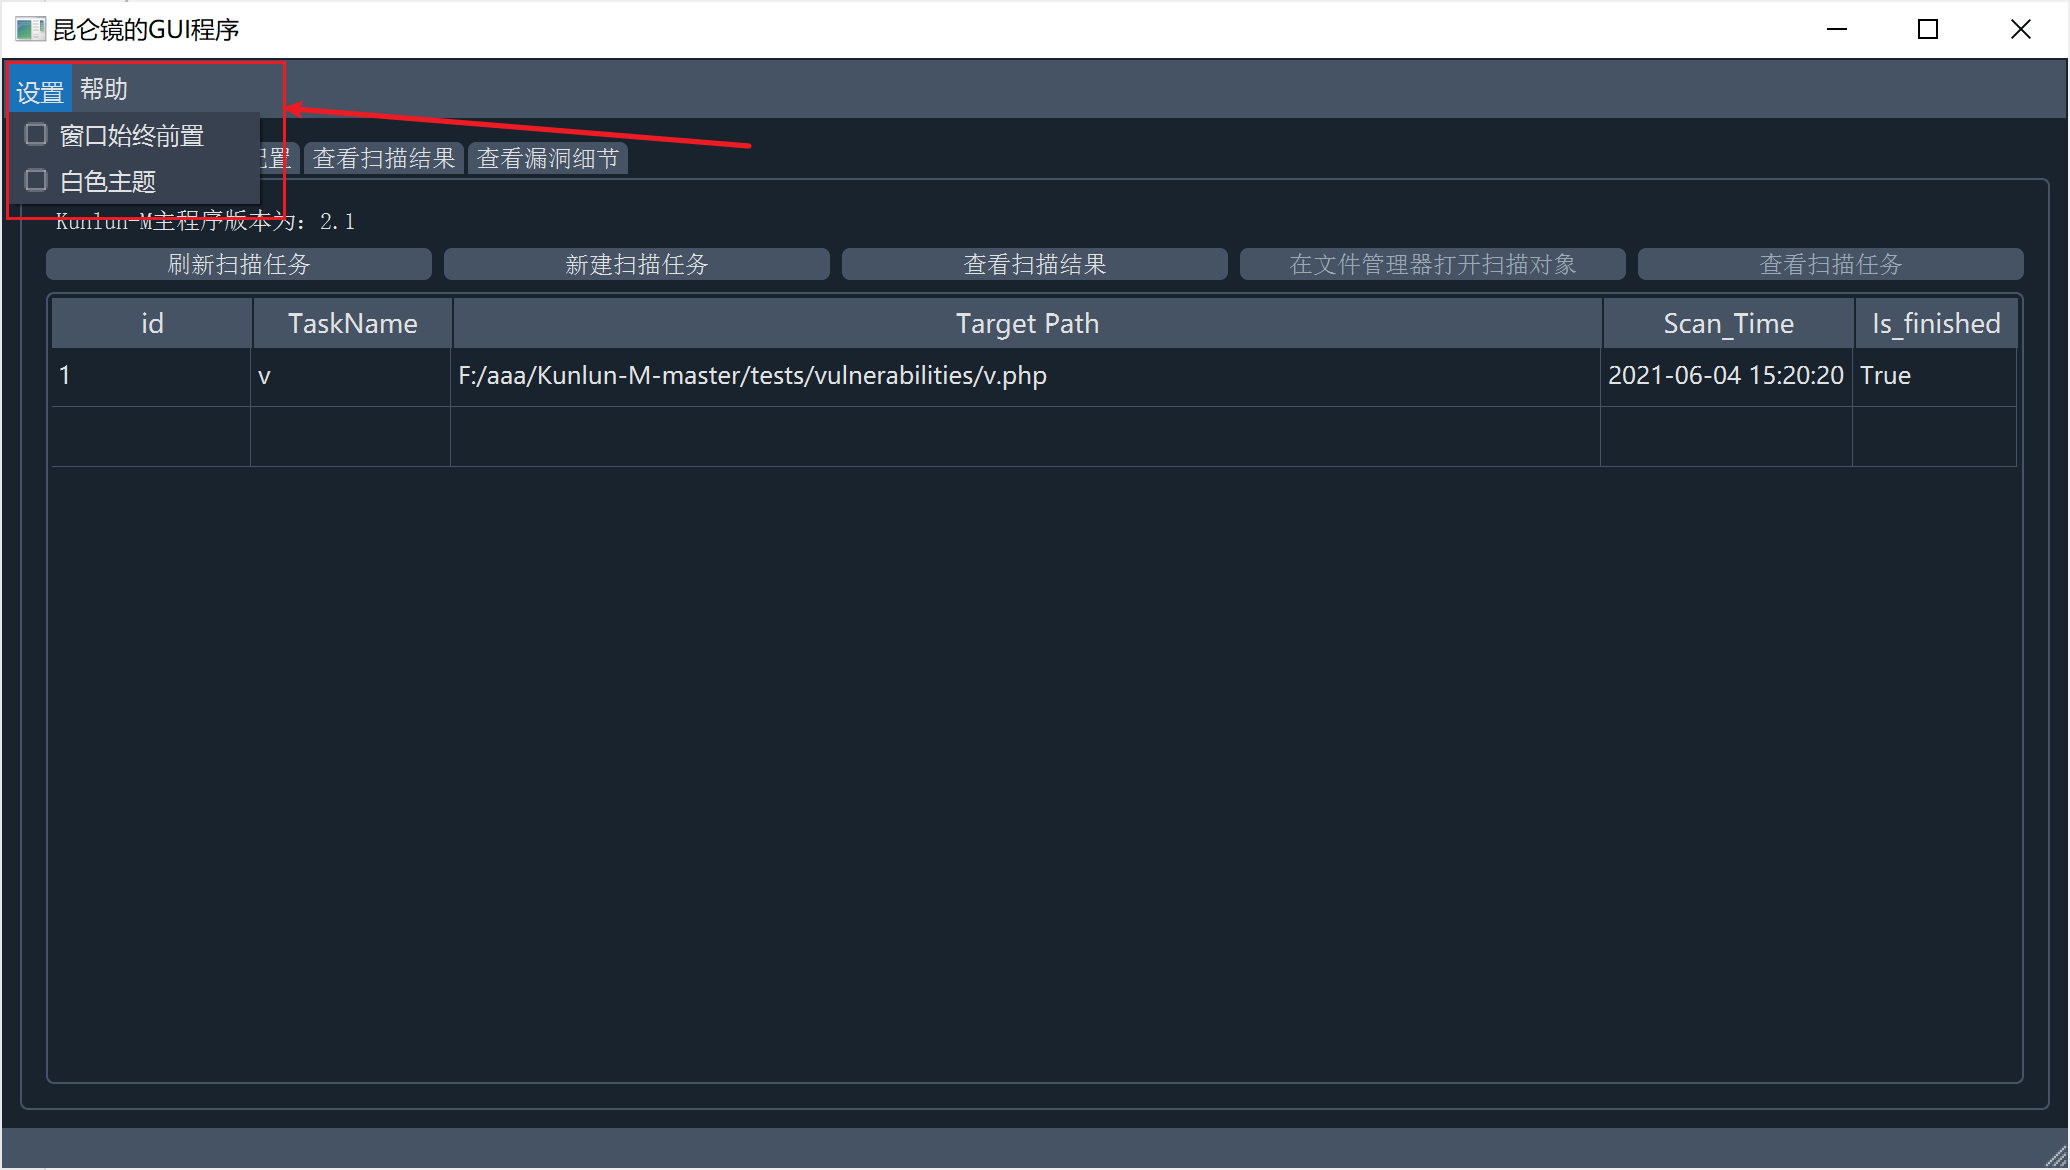 昆仑镜的GUI程序
设置 帮助
窗口始终前置
白色主题
置 查看扫描结果 查看漏洞细节
Kunlun-M主程序版本为: 2.1
刷新扫描任务 新建扫描任务 查看扫描结果 在文件管理器打开扫描对象 查看扫描任务
id TaskName Target Path Scan_Time Is_finished
1 v F:/aaa/Kunlun-M-master/tests/vulnerabilities/v.php 2021-06-04 15:20:20 True